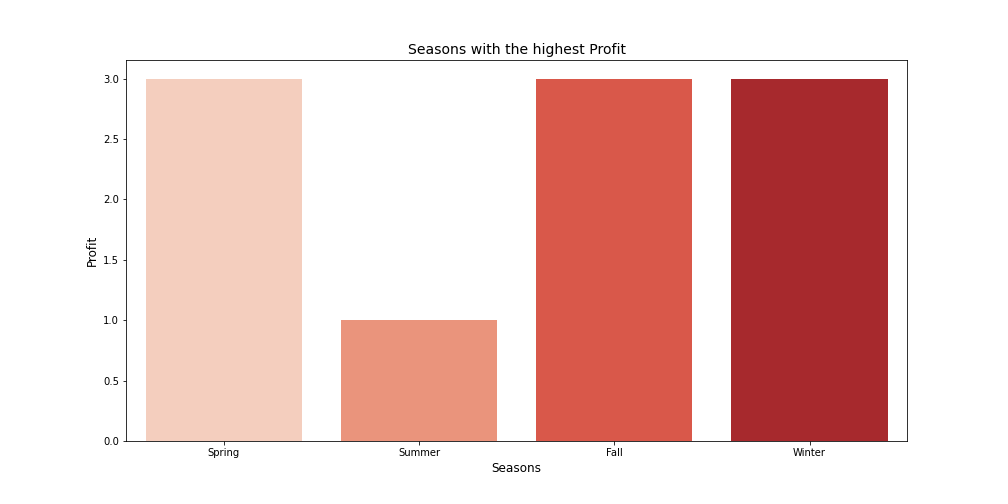 Seasons with the highest Profit
3.0
2.5
2.0
1.5
1.0
0.5
0.0
Profit
Spring Summer Fall Winter
Seasons